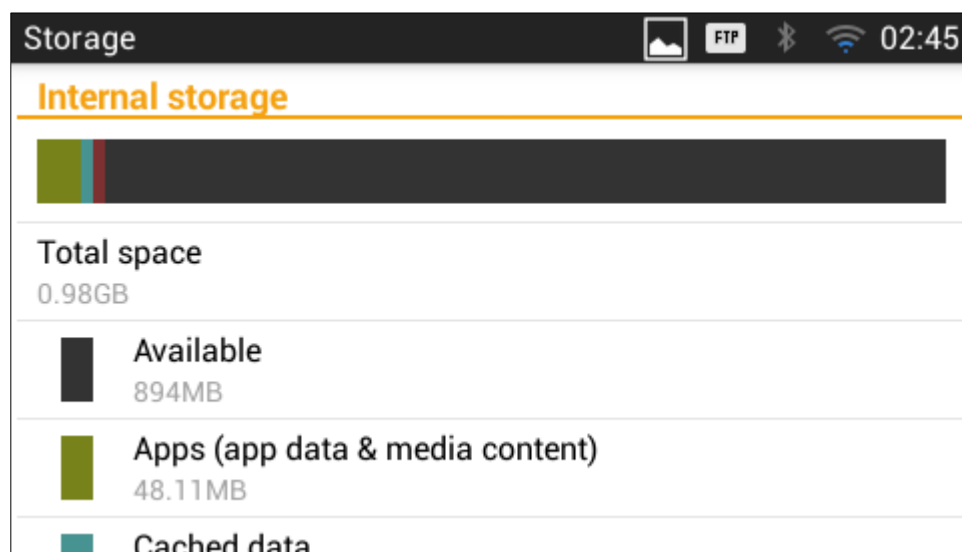 Storage FTP 02:45
Internal storage
Total space
0.98GB
Available
894MB
Apps (app data & media content)
48.11MB
Cached data